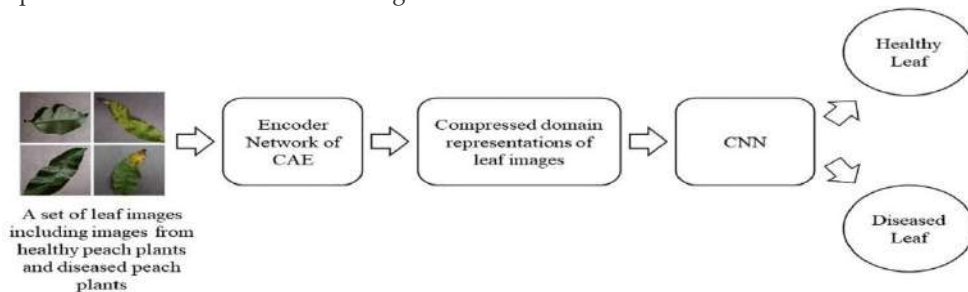 Healthy
Leaf
Encoder
Network of
CAE
Compressed domain
representations of
leaf images
CNN
A set of leaf images
including images from
healthy peach plants
and diseased peach
plants
Diseased
Leaf